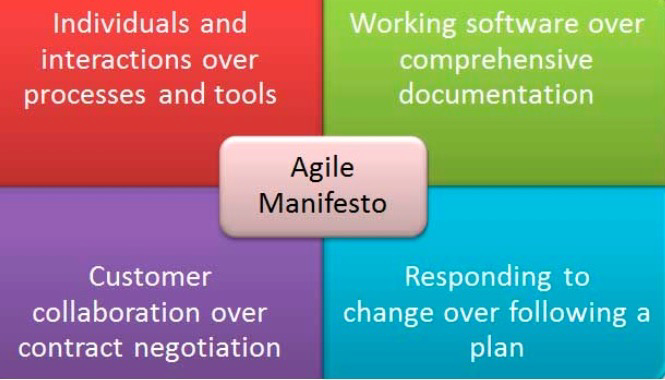 Individuals and
interactions over
processes and tools
Working software over
comprehensive
documentation
Agile
Manifesto
Customer
collaboration over
contract negotiation
Responding to
change over following a
plan